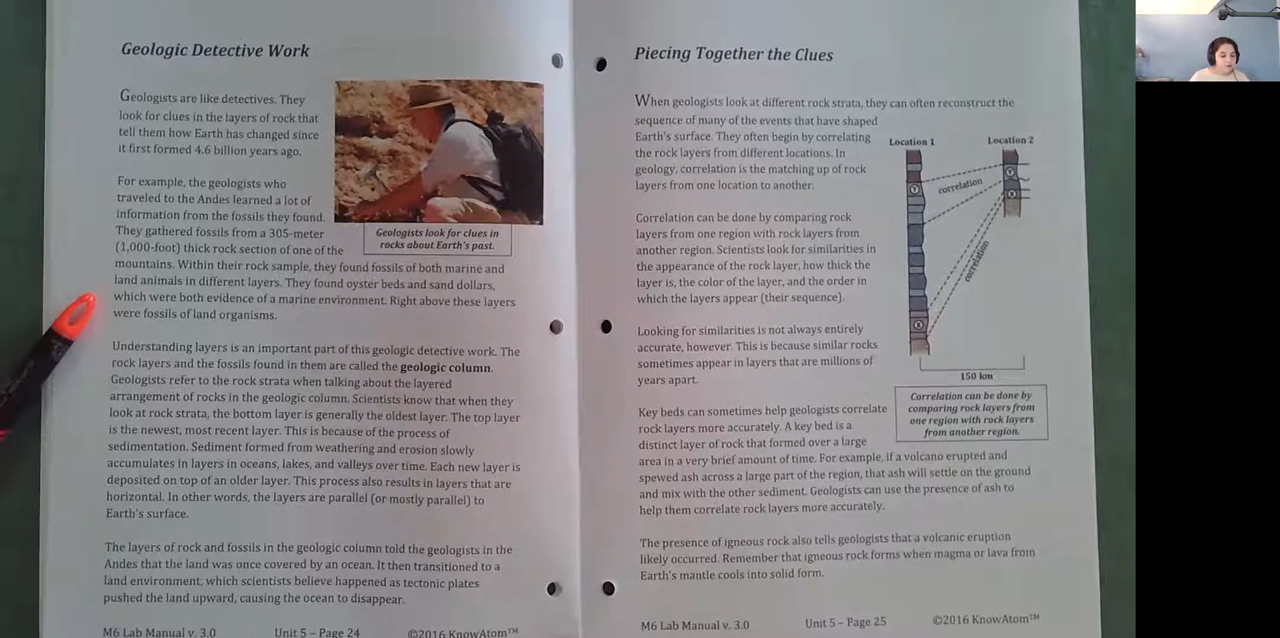 Geologic Detective Work
Geologists are like detectives. They
look for clues in the layers of rock that
tell them how Earth has changed since
it first formed 4.6 billion years ago.
For example, the geologists who
traveled to the Andes learned a lot of
information from the fossils they found.
They gathered fossils from a 305-meter
(1,000-foot) thick rock section of one of the
mountains. Within their rock sample, they found fossils of both marine and
land animals in different layers. They found oyster beds and sand dollars,
which were both evidence of a marine environment. Right above these layers
were fossils of land organisms.
Geologists look for clues in
rocks about Earth's past.
Understanding layers is an important part of this geologic detective work. The
rock layers and the fossils found in them are called the geologic column.
Geologists refer to the rock strata when talking about the layered
arrangement of rocks in the geologic column. Scientists know that when they
look at rock strata, the bottom layer is generally the oldest layer. The top layer
is the newest, most recent layer. This is because of the process of
sedimentation. Sediment formed from weathering and erosion slowly
accumulates in layers in oceans, lakes, and valleys over time. Each new layer is
deposited on top of an older layer. This process also results in layers that are
horizontal. In other words, the layers are parallel (or mostly parallel) to
Earth's surface.
The layers of rock and fossils in the geologic column told the geologists in the
Andes that the land was once covered by an ocean. It then transitioned to a
land environment, which scientists believe happened as tectonic plates
pushed the land upward, causing the ocean to disappear.
M6 Lab Manual v. 3.0 Unit 5 – Page 24 ©2016 KnowAtom™
Piecing Together the Clues
When geologists look at different rock strata, they can often reconstruct the
sequence of many of the events that have shaped
Earth's surface. They often begin by correlating
the rock layers from different locations. In
geology, correlation is the matching up of rock
layers from one location to another.
Correlation can be done by comparing rock
layers from one region with rock layers from
another region. Scientists look for similarities in
the appearance of the rock layer, how thick the
layer is, the color of the layer, and the order in
which the layers appear (their sequence).
Looking for similarities is not always entirely
accurate, however. This is because similar rocks
sometimes appear in layers that are millions of
years apart.
Location 1 Location 2
Y
Y
correlation
X
correlation
X
150 km
Correlation can be done by
comparing rock layers from
one region with rock layers
from another region.
Key beds can sometimes help geologists correlate
rock layers more accurately. A key bed is a
distinct layer of rock that formed over a large
area in a very brief amount of time. For example, if a volcano erupted and
spewed ash across a large part of the region, that ash will settle on the ground
and mix with the other sediment. Geologists can use the presence of ash to
help them correlate rock layers more accurately.
The presence of igneous rock also tells geologists that a volcanic eruption
likely occurred. Remember that igneous rock forms when magma or lava from
Earth's mantle cools into solid form.
M6 Lab Manual v. 3.0 Unit 5 – Page 25 ©2016 KnowAtom™